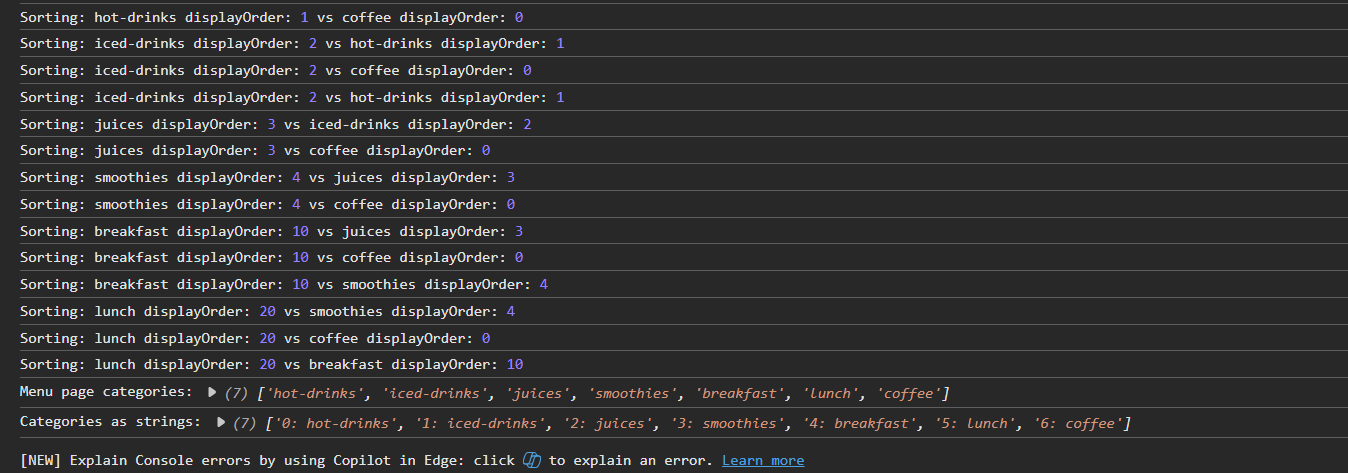 Sorting: hot-drinks displayOrder: 1 vs coffee displayOrder: 0
Sorting: iced-drinks displayOrder: 2 vs hot-drinks displayOrder: 1
Sorting: iced-drinks displayOrder: 2 vs coffee displayOrder: 0
Sorting: iced-drinks displayOrder: 2 vs hot-drinks displayOrder: 1
Sorting: juices displayOrder: 3 vs iced-drinks displayOrder: 2
Sorting: juices displayOrder: 3 vs coffee displayOrder: 0
Sorting: smoothies displayOrder: 4 vs juices displayOrder: 3
Sorting: smoothies displayOrder: 4 vs coffee displayOrder: 0
Sorting: breakfast displayOrder: 10 vs juices displayOrder: 3
Sorting: breakfast displayOrder: 10 vs coffee displayOrder: 0
Sorting: breakfast displayOrder: 10 vs smoothies displayOrder: 4
Sorting: lunch displayOrder: 20 vs smoothies displayOrder: 4
Sorting: lunch displayOrder: 20 vs coffee displayOrder: 0
Sorting: lunch displayOrder: 20 vs breakfast displayOrder: 10
Menu page categories: ▶ (7) ['hot-drinks', 'iced-drinks', 'juices', 'smoothies', 'breakfast', 'lunch', 'coffee']
Categories as strings: ▶ (7) ['0: hot-drinks', '1: iced-drinks', '2: juices', '3: smoothies', '4: breakfast', '5: lunch', '6: coffee']
[NEW] Explain Console errors by using Copilot in Edge: click to explain an error. Learn more